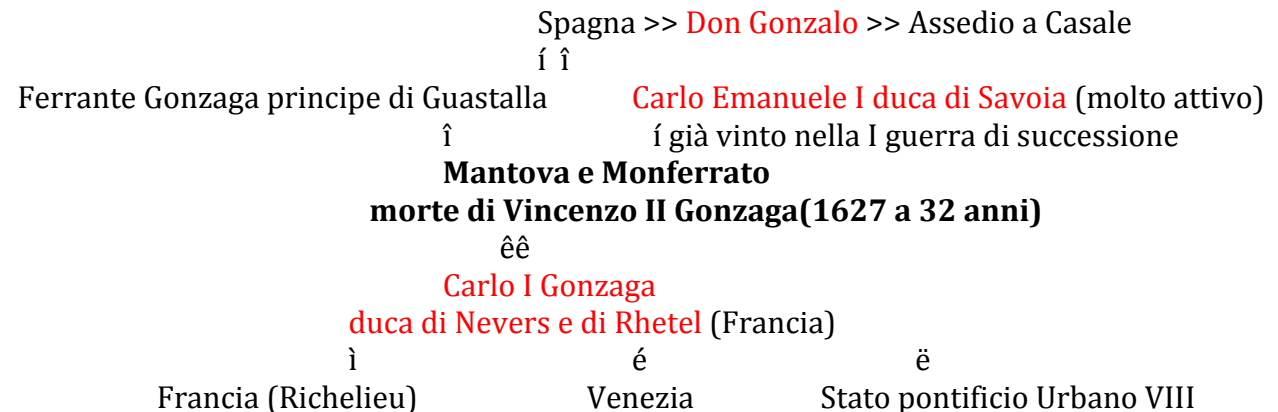 Spagna >> Don Gonzalo >> Assedio a Casale
í î
Ferrante Gonzaga principe di Guastalla Carlo Emanuele I duca di Savoia (molto attivo)
î í già vinto nella I guerra di successione
Mantova e Monferrato
morte di Vincenzo II Gonzaga(1627 a 32 anni)
êê
Carlo I Gonzaga
duca di Nevers e di Rhetel (Francia)
ì é ë
Francia (Richelieu) Venezia Stato pontificio Urbano VIII